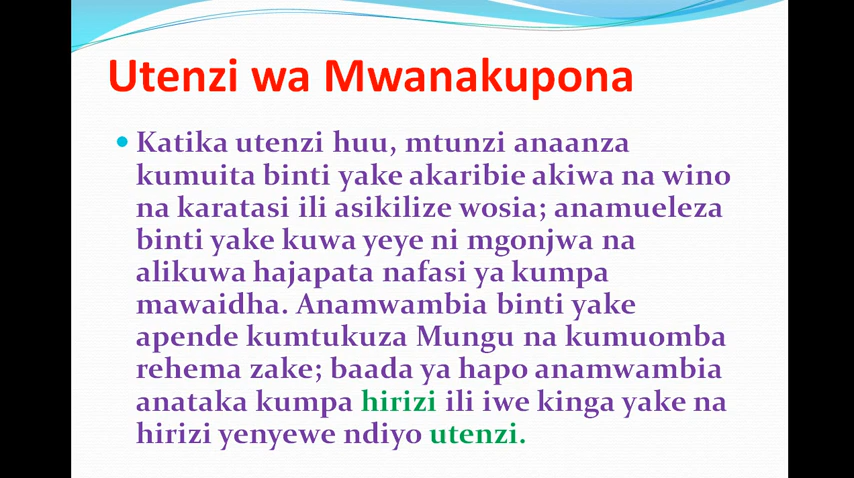 Utenzi wa Mwanakupona
Katika utenzi huu, mtunzi anaanza
kumuita binti yake akaribie akiwa na wino
na karatasi ili asikilize wosia; anamueleza
binti yake kuwa yeye ni mgonjwa na
alikuwa hajapata nafasi ya kumpa
mawaidha. Anamwambia binti yake
apende kumtukuza Mungu na kumuomba
rehema zake; baada ya hapo anamwambia
anataka kumpa hirizi ili iwe kinga yake na
hirizi yenyewe ndiyo utenzi.